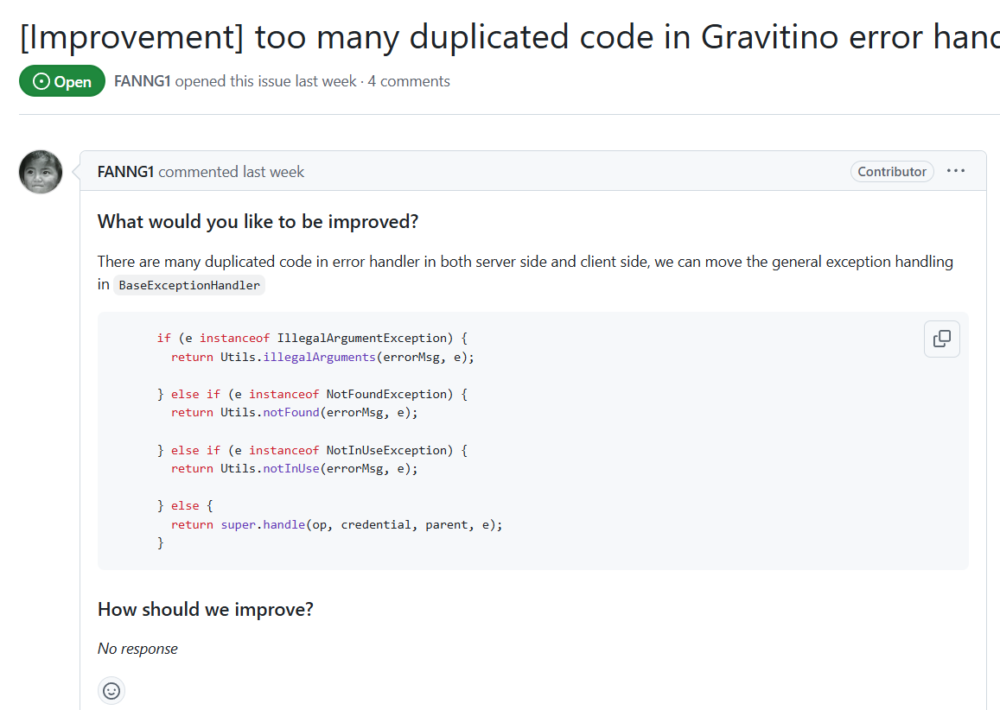 [Improvement] too many duplicated code in Gravitino error hand
Open
FANNG1 opened this issue last week · 4 comments
FANNG1 commented last week
Contributor
What would you like to be improved?
There are many duplicated code in error handler in both server side and client side, we can move the general exception handling
in BaseExceptionHandler
if (e instanceof IllegalArgumentException) {
return Utils.illegalArguments(errorMsg, e);
} else if (e instanceof NotFoundException) {
return Utils.notFound(errorMsg, e);
} else if (e instanceof NotInUseException) {
return Utils.notInUse(errorMsg, e);
} else {
return super.handle(op, credential, parent, e);
}
How should we improve?
No response